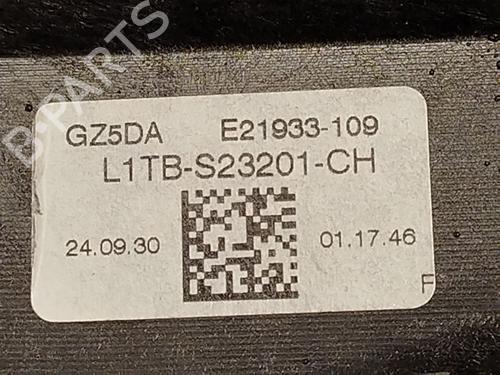 B-PARTS
GZ5DA E21933-109
L1TB-S23201-CH
24.09.30 01.17.46
F